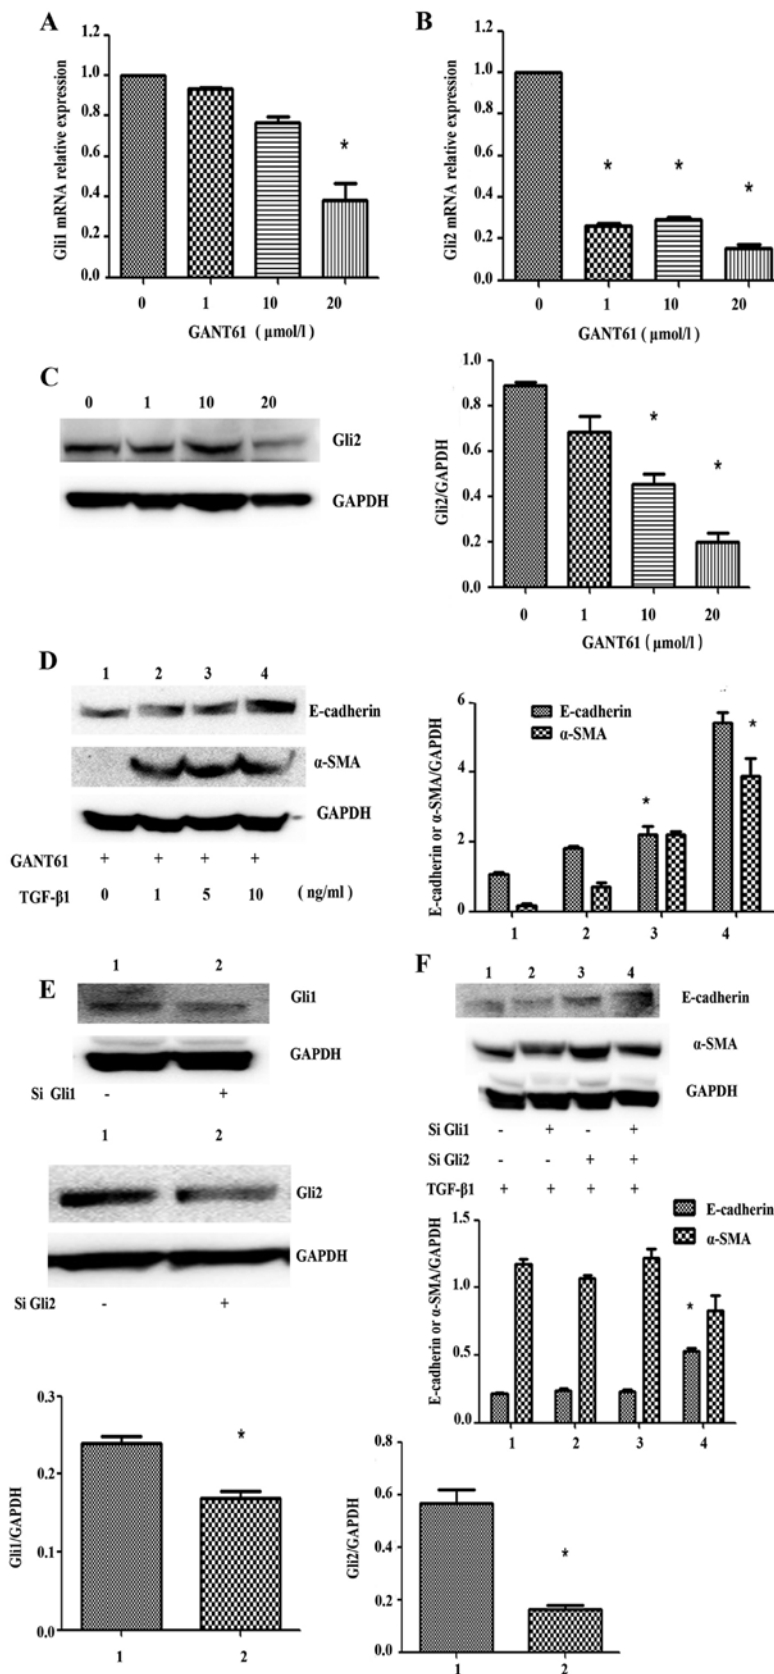 A
Gli1 mRNA relative expression
1.2
1.0
0.8
0.6
0.4
0.2
0.0
*
0 1 10 20
GANT61 ( μmol/l )
B
Gli2 mRNA relative expression
1.2
1.0
0.8
0.6
0.4
0.2
0.0
* * *
0 1 10 20
GANT61 ( μmol/l )
C
0 1 10 20
Gli2
GAPDH
Gli2/GAPDH
1.0
0.8
0.6
0.4
0.2
0.0
* *
0 1 10 20
GANT61 ( μmol/l )
D
1 2 3 4
E-cadherin
α-SMA
GAPDH
GANT61 + + + +
TGF-β1 0 1 5 10 ( ng/ml )
E-cadherin or α-SMA/GAPDH
6
4
2
0
E-cadherin
α-SMA
* *
1 2 3 4
E
1 2
Gli1
GAPDH
Si Gli1 - +
1 2
Gli2
GAPDH
Si Gli2 - +
F
1 2 3 4
E-cadherin
α-SMA
GAPDH
Si Gli1 - + - +
Si Gli2 - - + +
TGF-β1 + + + +
E-cadherin
α-SMA
E-cadherin or α-SMA/GAPDH
1.5
1.0
0.5
0.0
*
1 2 3 4
Gli1/GAPDH
0.3
0.2
0.1
0.0
*
1 2
Gli2/GAPDH
0.8
0.6
0.4
0.2
0.0
*
1 2